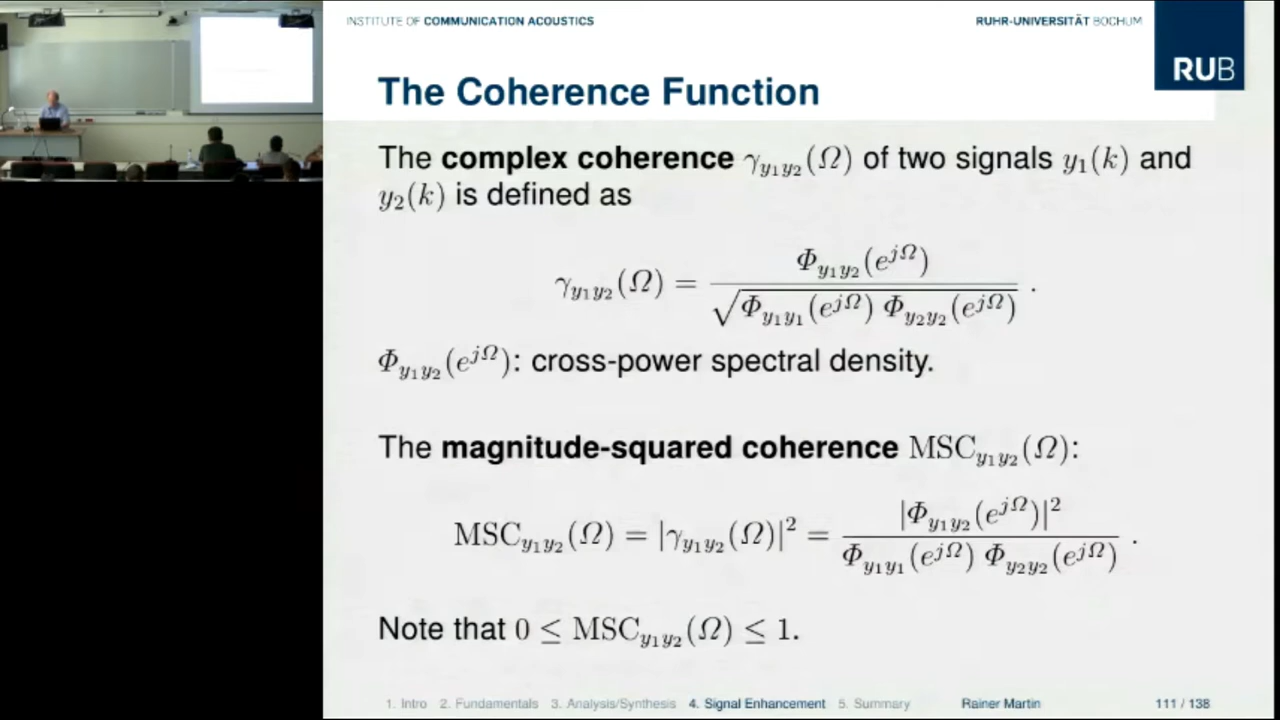 INSTITUTE OF COMMUNICATION ACOUSTICS
RUHR-UNIVERSITÄT BOCHUM
RUB
The Coherence Function
The complex coherence γ_{y₁y₂}(Ω) of two signals y₁(k) and
y₂(k) is defined as
γ_{y₁y₂}(Ω) = Φ_{y₁y₂}(e^{jΩ}) / √(Φ_{y₁y₁}(e^{jΩ}) Φ_{y₂y₂}(e^{jΩ})) .
Φ_{y₁y₂}(e^{jΩ}): cross-power spectral density.
The magnitude-squared coherence MSC_{y₁y₂}(Ω):
MSC_{y₁y₂}(Ω) = |γ_{y₁y₂}(Ω)|² = |Φ_{y₁y₂}(e^{jΩ})|² / Φ_{y₁y₁}(e^{jΩ}) Φ_{y₂y₂}(e^{jΩ}) .
Note that 0 ≤ MSC_{y₁y₂}(Ω) ≤ 1.
1. Intro 2. Fundamentals 3. Analysis/Synthesis 4. Signal Enhancement 5. Summary Rainer Martin 111 / 138